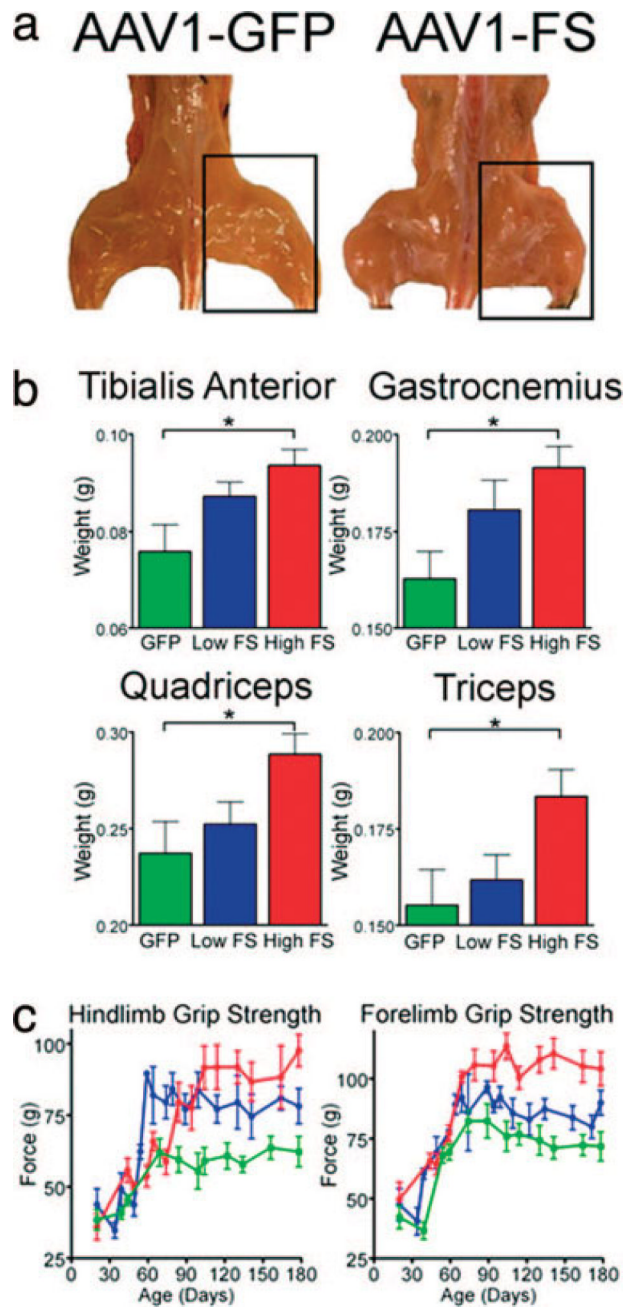 a
AAV1-GFP AAV1-FS
b
Tibialis Anterior Gastrocnemius
* *
0.10 0.200
Weight (g) Weight (g)
0.08 0.175
0.06 0.150
GFP Low FS High FS GFP Low FS High FS
Quadriceps Triceps
* *
0.30 0.200
Weight (g) Weight (g)
0.25 0.175
0.20 0.150
GFP Low FS High FS GFP Low FS High FS
c
Hindlimb Grip Strength Forelimb Grip Strength
100 100
75 75
Force (g) Force (g)
50 50
25 25
0 30 60 90 120 150 180 0 30 60 90 120 150 180
Age (Days) Age (Days)